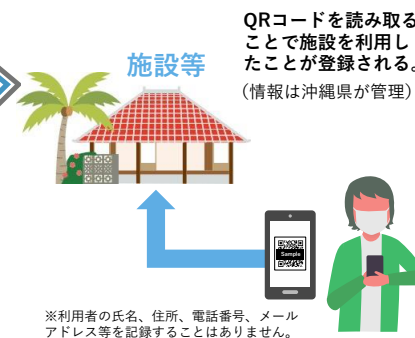 QRコードを読み取る
ことで施設を利用し
たことが登録される。
(情報は沖縄県が管理)
施設等
Sample
※利用者の氏名、住所、電話番号、メール
アドレス等を記録することはありません。